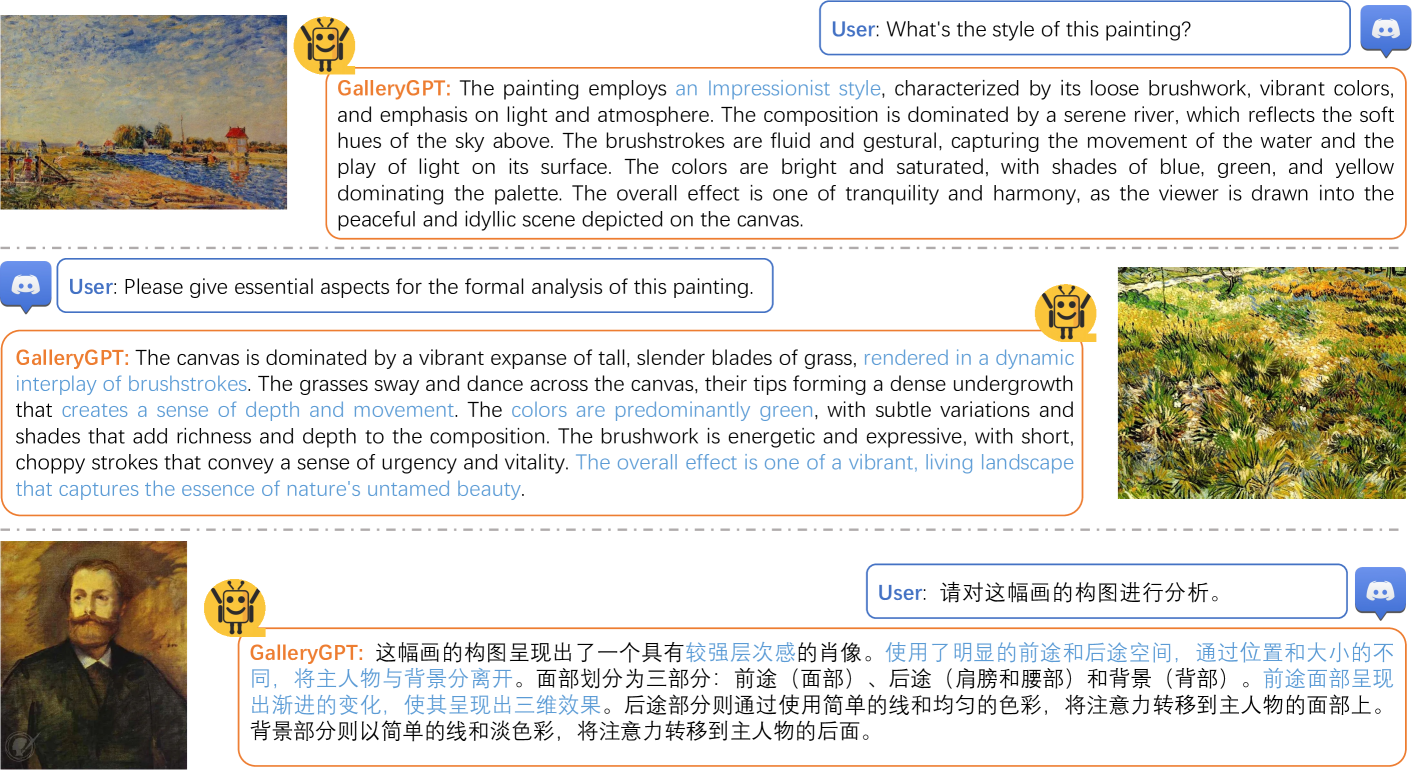 User: What's the style of this painting?
GalleryGPT: The painting employs an Impressionist style, characterized by its loose brushwork, vibrant colors,
and emphasis on light and atmosphere. The composition is dominated by a serene river, which reflects the soft
hues of the sky above. The brushstrokes are fluid and gestural, capturing the movement of the water and the
play of light on its surface. The colors are bright and saturated, with shades of blue, green, and yellow
dominating the palette. The overall effect is one of tranquility and harmony, as the viewer is drawn into the
peaceful and idyllic scene depicted on the canvas.
User: Please give essential aspects for the formal analysis of this painting.
GalleryGPT: The canvas is dominated by a vibrant expanse of tall, slender blades of grass, rendered in a dynamic
interplay of brushstrokes. The grasses sway and dance across the canvas, their tips forming a dense undergrowth
that creates a sense of depth and movement. The colors are predominantly green, with subtle variations and
shades that add richness and depth to the composition. The brushwork is energetic and expressive, with short,
choppy strokes that convey a sense of urgency and vitality. The overall effect is one of a vibrant, living landscape
that captures the essence of nature's untamed beauty.
User: 请对这幅画的构图进行分析。
GalleryGPT: 这幅画的构图呈现出了一个具有较强层次感的肖像。使用了明显的前途和后途空间，通过位置和大小的不
同，将主人物与背景分离开。面部划分为三部分：前途（面部）、后途（肩膀和腰部）和背景（背部）。前途面部呈现
出渐进的变化，使其呈现出三维效果。后途部分则通过使用简单的线和均匀的色彩，将注意力转移到主人物的面部上。
背景部分则以简单的线和淡色彩，将注意力转移到主人物的后面。